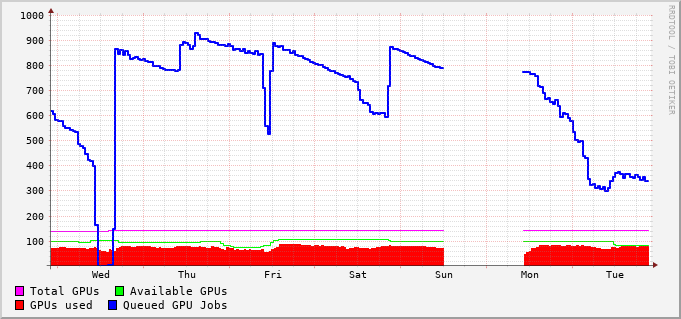 1000
900
800
700
600
500
400
300
200
100
Wed Thu Fri Sat Sun Mon Tue
Total GPUs Available GPUs
GPUs used Queued GPU Jobs
RRDTOOL / TOBI OETIKER